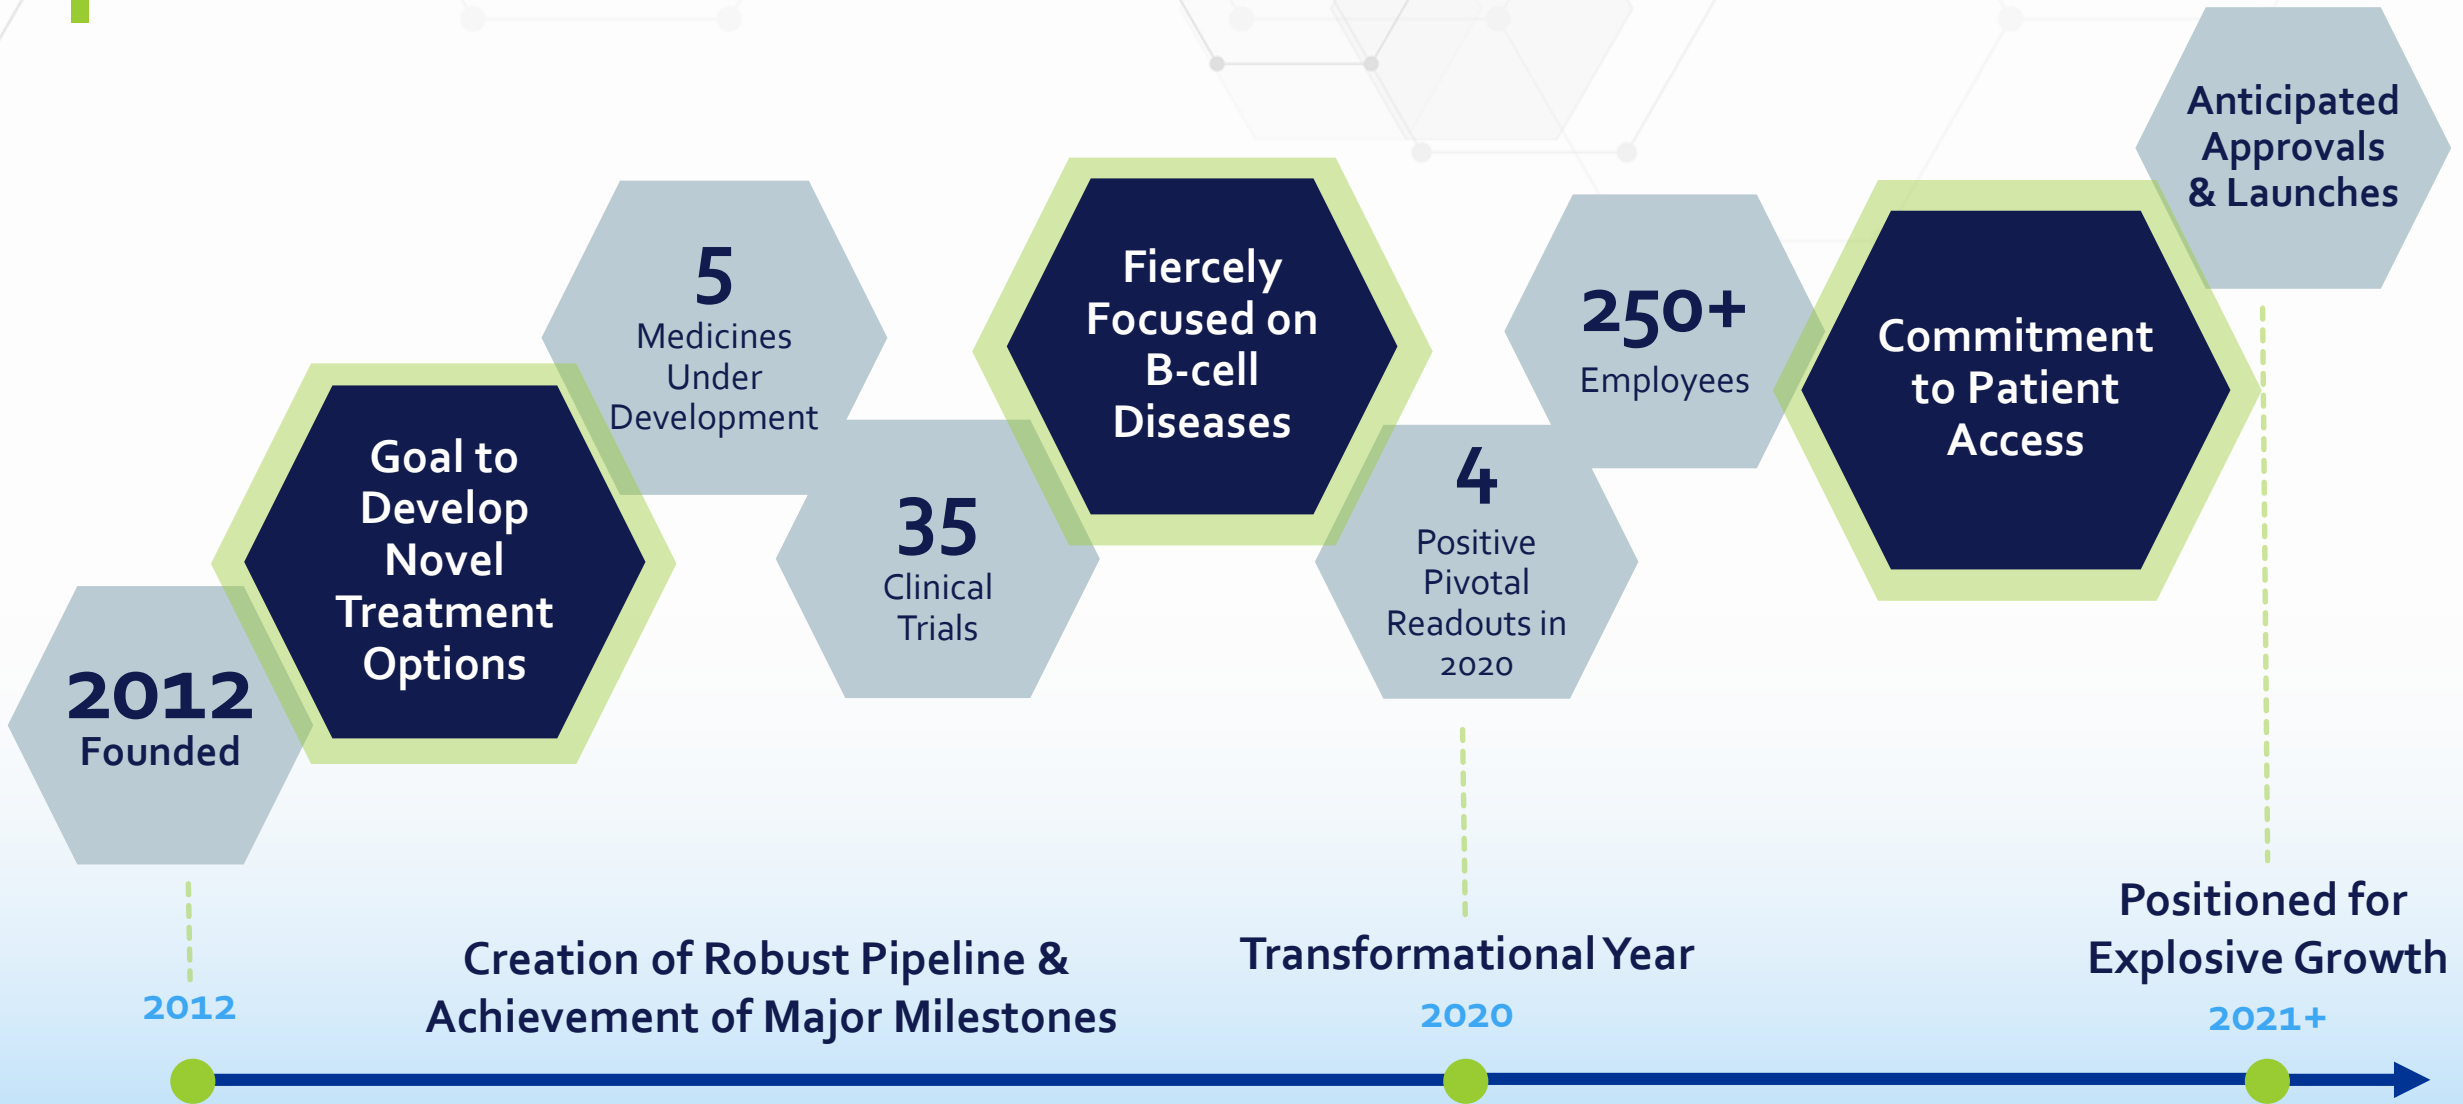 2012
Founded
Goal to
Develop
Novel
Treatment
Options
5
Medicines
Under
Development
35
Clinical
Trials
Fiercely
Focused on
B-cell
Diseases
4
Positive
Pivotal
Readouts in
2020
250+
Employees
Commitment
to Patient
Access
Anticipated
Approvals
& Launches
2012
Creation of Robust Pipeline &
Achievement of Major Milestones
Transformational Year
2020
Positioned for
Explosive Growth
2021+